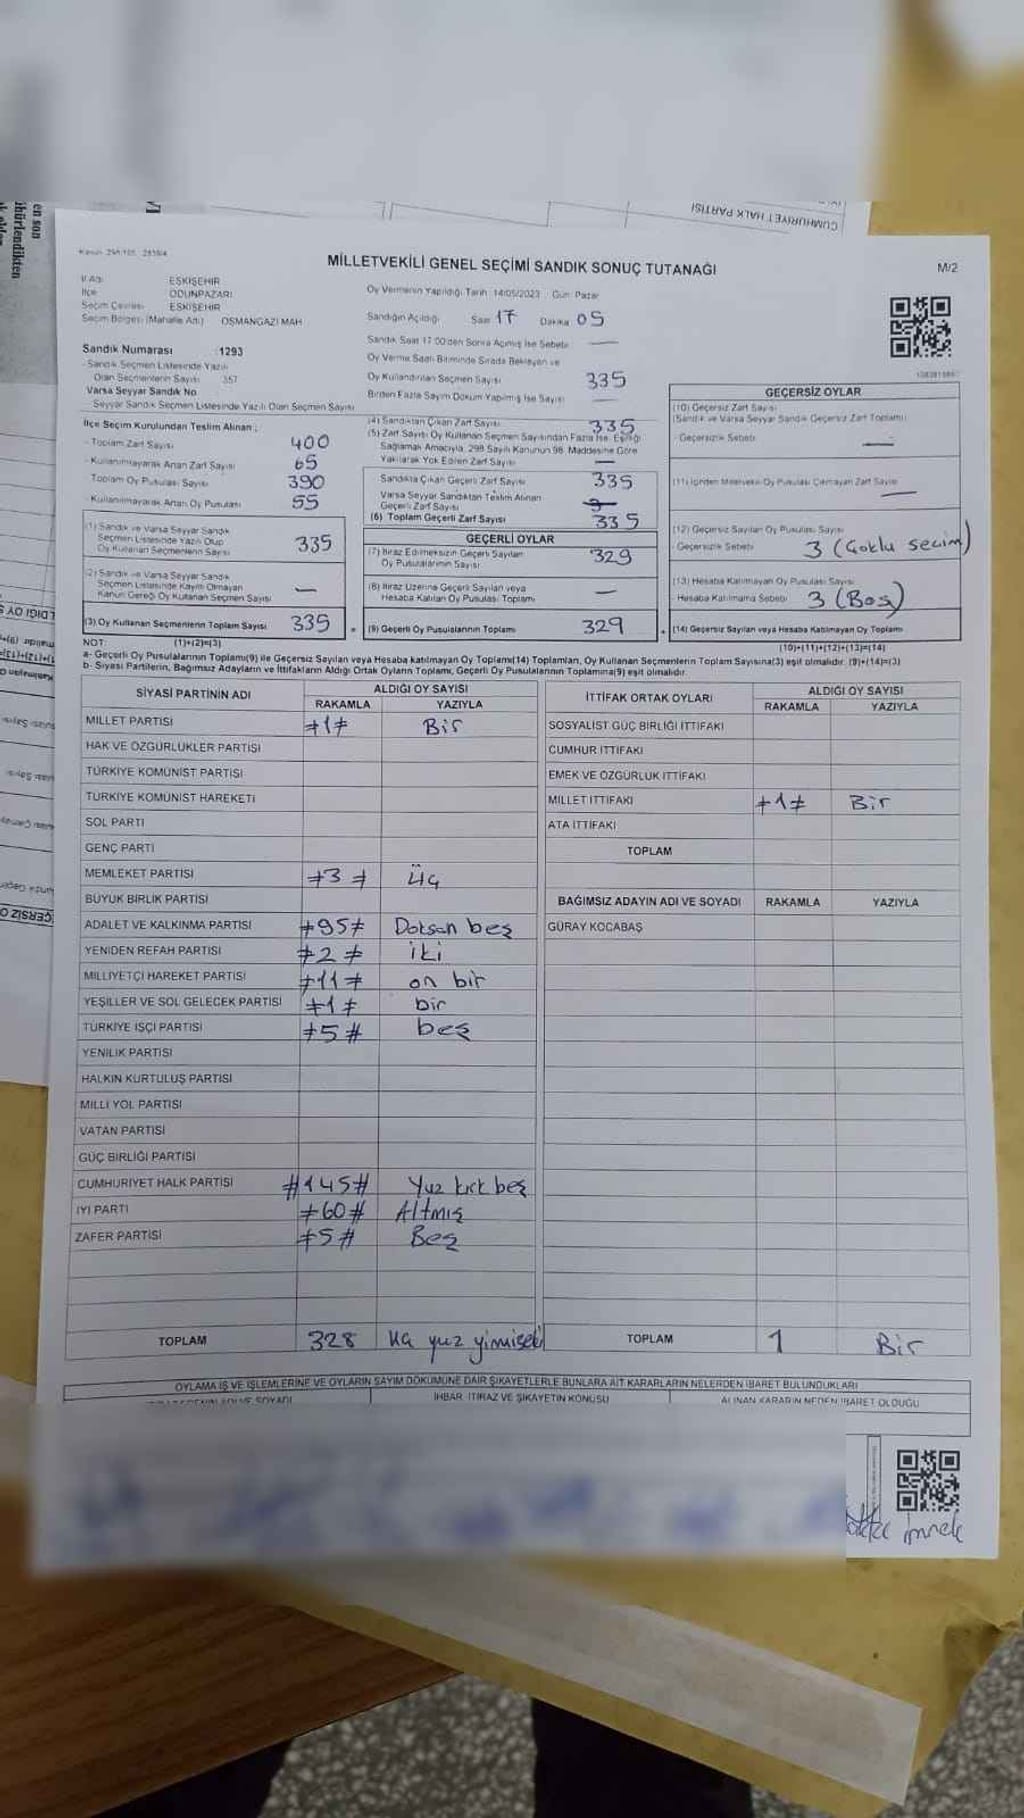 CUMHURİYET HALK PARTİSİ
en son
ühürlendikten
MİLLETVEKİLİ GENEL SEÇİMİ SANDIK SONUÇ TUTANAĞI
M/2
İl Adı ESKİŞEHİR
İlçe ODUNPAZARI
Seçim Çevresi ESKİŞEHİR
Seçim Bölgesi (Mahalle Adı) OSMANGAZİ MAH
Oy Vermenin Yapıldığı Tarih 14/05/2023 Gün Pazar
Sandığın Açıldığı Saat 17 Dakika 05
Sandık Saat 17:00'den Sonra Açılmış İse Sebebi —
Oy Verme Saati Bitiminde Sırada Bekleyen ve
Oy Kullandırılan Seçmen Sayısı 335
Birden Fazla Sayım Döküm Yapılmış İse Sayısı —
Sandık Numarası : 1293
- Sandık Seçmen Listesinde Yazılı
Olan Seçmenlerin Sayısı 357
Varsa Seyyar Sandık No
Seyyar Sandık Seçmen Listesinde Yazılı Olan Seçmen Sayısı
İlçe Seçim Kurulundan Teslim Alınan :
- Toplam Zarf Sayısı 400
- Kullanılmayarak Artan Zarf Sayısı 65
Toplam Oy Pusulası Sayısı 390
- Kullanılmayarak Artan Oy Pusulası 55
(1) Sandık ve Varsa Seyyar Sandık
Seçmen Listesinde Yazılı Olup
Oy Kullanan Seçmenlerin Sayısı 335
(2) Sandık ve Varsa Seyyar Sandık
Seçmen Listesinde Kayıtlı Olmayan
Kanun Gereği Oy Kullanan Seçmen Sayısı —
(3) Oy Kullanan Seçmenlerin Toplam Sayısı 335
(4) Sandıktan Çıkan Zarf Sayısı 335
(5) Zarf Sayısı Oy Kullanan Seçmen Sayısından Fazla İse, Eşitliği
Sağlamak Amacıyla, 298 Sayılı Kanunun 98. Maddesine Göre
Yakılarak Yok Edilen Zarf Sayısı —
Sandıkta Çıkan Geçerli Zarf Sayısı 335
Varsa Seyyar Sandıktan Teslim Alınan
Geçerli Zarf Sayısı
(6) Toplam Geçerli Zarf Sayısı 335
GEÇERLİ OYLAR
(7) İtiraz Edilmeksizin Geçerli Sayılan
Oy Pusulalarının Sayısı 329
(8) İtiraz Üzerine Geçerli Sayılan veya
Hesaba Katılan Oy Pusulası Toplamı —
(9) Geçerli Oy Pusulalarının Toplamı 329
GEÇERSİZ OYLAR
(10) Geçersiz Zarf Sayısı
(Sandık ve Varsa Seyyar Sandık Geçersiz Zarf Toplamı)
- Geçersizlik Sebebi —
(11) İçinden Milletvekili Oy Pusulası Çıkmayan Zarf Sayısı —
(12) Geçersiz Sayılan Oy Pusulası Sayısı
- Geçersizlik Sebebi 3 (Çoklu seçim)
(13) Hesaba Katılmayan Oy Pusulası Sayısı
- Hesaba Katılmama Sebebi 3 (Boş)
(14) Geçersiz Sayılan veya Hesaba Katılmayan Oy Toplamı
NOT: (1)+(2)=(3) (10)+(11)+(12)+(13)=(14)
a- Geçerli Oy Pusulalarının Toplamı(9) ile Geçersiz Sayılan veya Hesaba katılmayan Oy Toplamı(14) Toplamları, Oy Kullanan Seçmenlerin Toplam Sayısına(3) eşit olmalıdır. (9)+(14)=(3)
b- Siyasi Partilerin, Bağımsız Adayların ve İttifakların Aldığı Ortak Oyların Toplamı, Geçerli Oy Pusulalarının Toplamına(9) eşit olmalıdır.
SİYASİ PARTİNİN ADI ALDIĞI OY SAYISI
RAKAMLA YAZIYLA
MİLLET PARTİSİ #1# Bir
HAK VE ÖZGÜRLÜKLER PARTİSİ
TÜRKİYE KOMÜNİST PARTİSİ
TÜRKİYE KOMÜNİST HAREKETİ
SOL PARTİ
GENÇ PARTİ
MEMLEKET PARTİSİ #3# Üç
BÜYÜK BİRLİK PARTİSİ
ADALET VE KALKINMA PARTİSİ #95# Doksan beş
YENİDEN REFAH PARTİSİ #2# iki
MİLLİYETÇİ HAREKET PARTİSİ #11# on bir
YEŞİLLER VE SOL GELECEK PARTİSİ #1# bir
TÜRKİYE İŞÇİ PARTİSİ #5# beş
YENİLİK PARTİSİ
HALKIN KURTULUŞ PARTİSİ
MİLLİ YOL PARTİSİ
VATAN PARTİSİ
GÜÇ BİRLİĞİ PARTİSİ
CUMHURİYET HALK PARTİSİ #145# Yüz kırk beş
İYİ PARTİ #60# Altmış
ZAFER PARTİSİ #5# Beş
TOPLAM 328 Üç yüz yirmisekiz
İTTİFAK ORTAK OYLARI ALDIĞI OY SAYISI
RAKAMLA YAZIYLA
SOSYALİST GÜÇ BİRLİĞİ İTTİFAKI
CUMHUR İTTİFAKI
EMEK VE ÖZGÜRLÜK İTTİFAKI
MİLLET İTTİFAKI #1# Bir
ATA İTTİFAKI
TOPLAM
BAĞIMSIZ ADAYIN ADI VE SOYADI RAKAMLA YAZIYLA
GÜRAY KOCABAŞ
TOPLAM 1 Bir
OYLAMA İŞ VE İŞLEMLERİNE VE OYLARIN SAYIM DÖKÜMÜNE DAİR ŞİKAYETLERLE BUNLARA AİT KARARLARIN NELERDEN İBARET BULUNDUKLARI
İHBAR, İTİRAZ VE ŞİKAYETİN KONUSU
ALINAN KARARIN NEDEN İBARET OLDUĞU